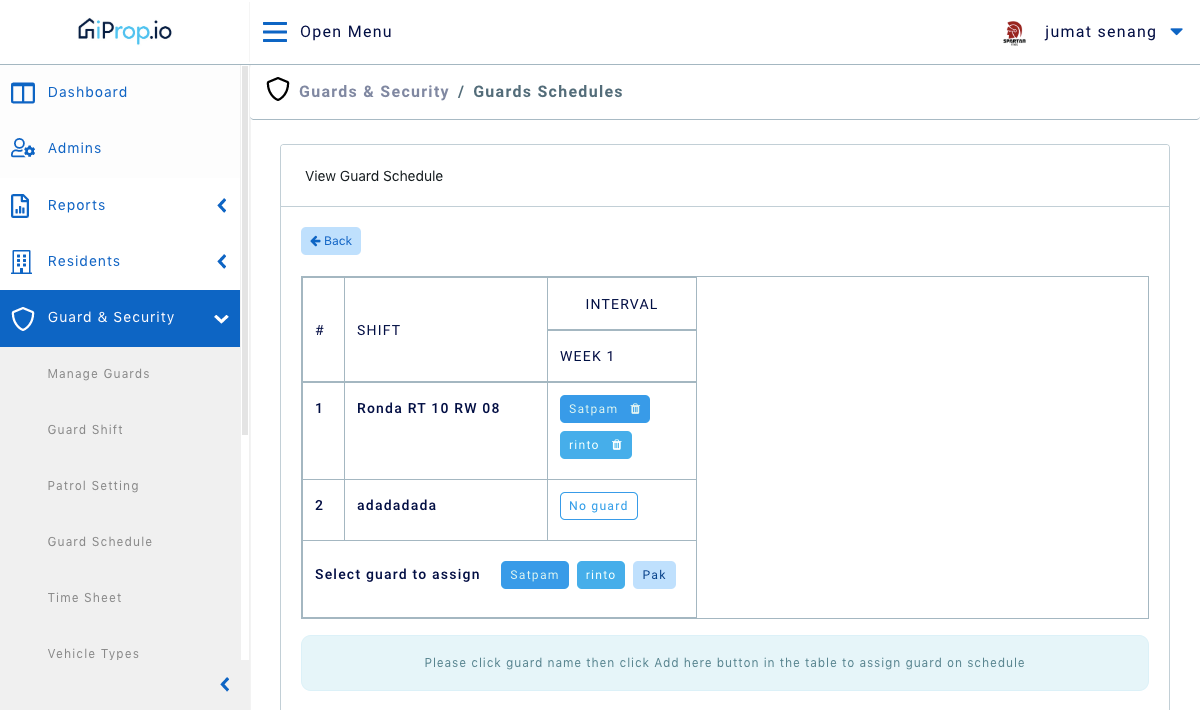 iProp.io
Open Menu
SPARTAN
jumat senang
Dashboard
Admins
Reports
Residents
Guard & Security
Manage Guards
Guard Shift
Patrol Setting
Guard Schedule
Time Sheet
Vehicle Types
Guards & Security / Guards Schedules
View Guard Schedule
Back
# SHIFT INTERVAL
WEEK 1
1 Ronda RT 10 RW 08 Satpam
rinto
2 adadadada No guard
Select guard to assign Satpam rinto Pak
Please click guard name then click Add here button in the table to assign guard on schedule